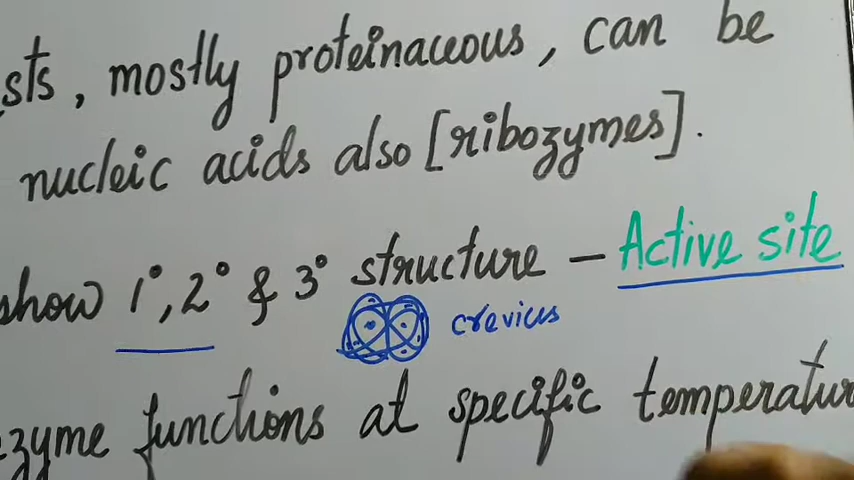 sts, mostly proteinaceous, can be
nucleic acids also [ribozymes].
show 1°, 2° & 3° structure – Active site
crevices
zyme functions at specific temperatur